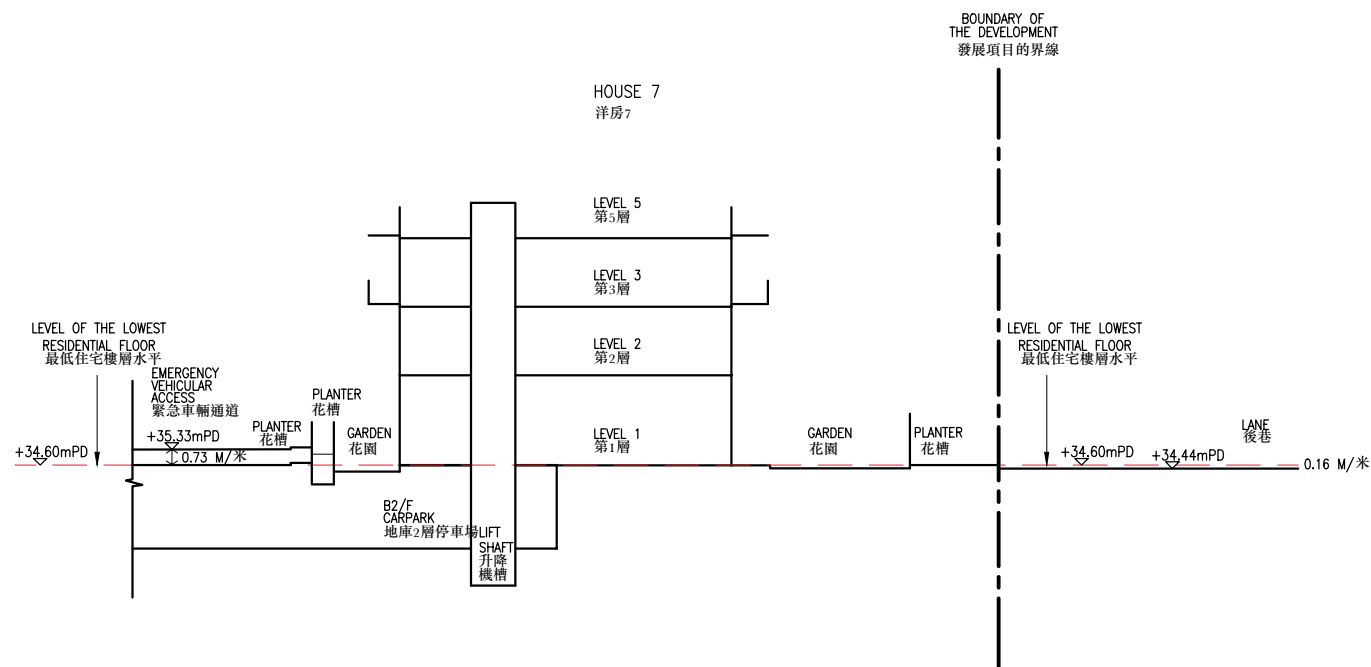 BOUNDARY OF
THE DEVELOPMENT
發展項目的界線
HOUSE 7
洋房7
LEVEL 5
第5層
LEVEL 3
第3層
LEVEL 2
第2層
LEVEL 1
第1層
LEVEL OF THE LOWEST
RESIDENTIAL FLOOR
最低住宅樓層水平
EMERGENCY
VEHICULAR
ACCESS
緊急車輛通道
+35.33mPD
+34.60mPD
0.73 M/米
PLANTER
花槽
PLANTER
花槽
GARDEN
花園
B2/F
CARPARK
地庫2層停車場
LIFT
SHAFT
升降
機槽
GARDEN
花園
PLANTER
花槽
LEVEL OF THE LOWEST
RESIDENTIAL FLOOR
最低住宅樓層水平
+34.60mPD
+34.44mPD
LANE
後巷
0.16 M/米